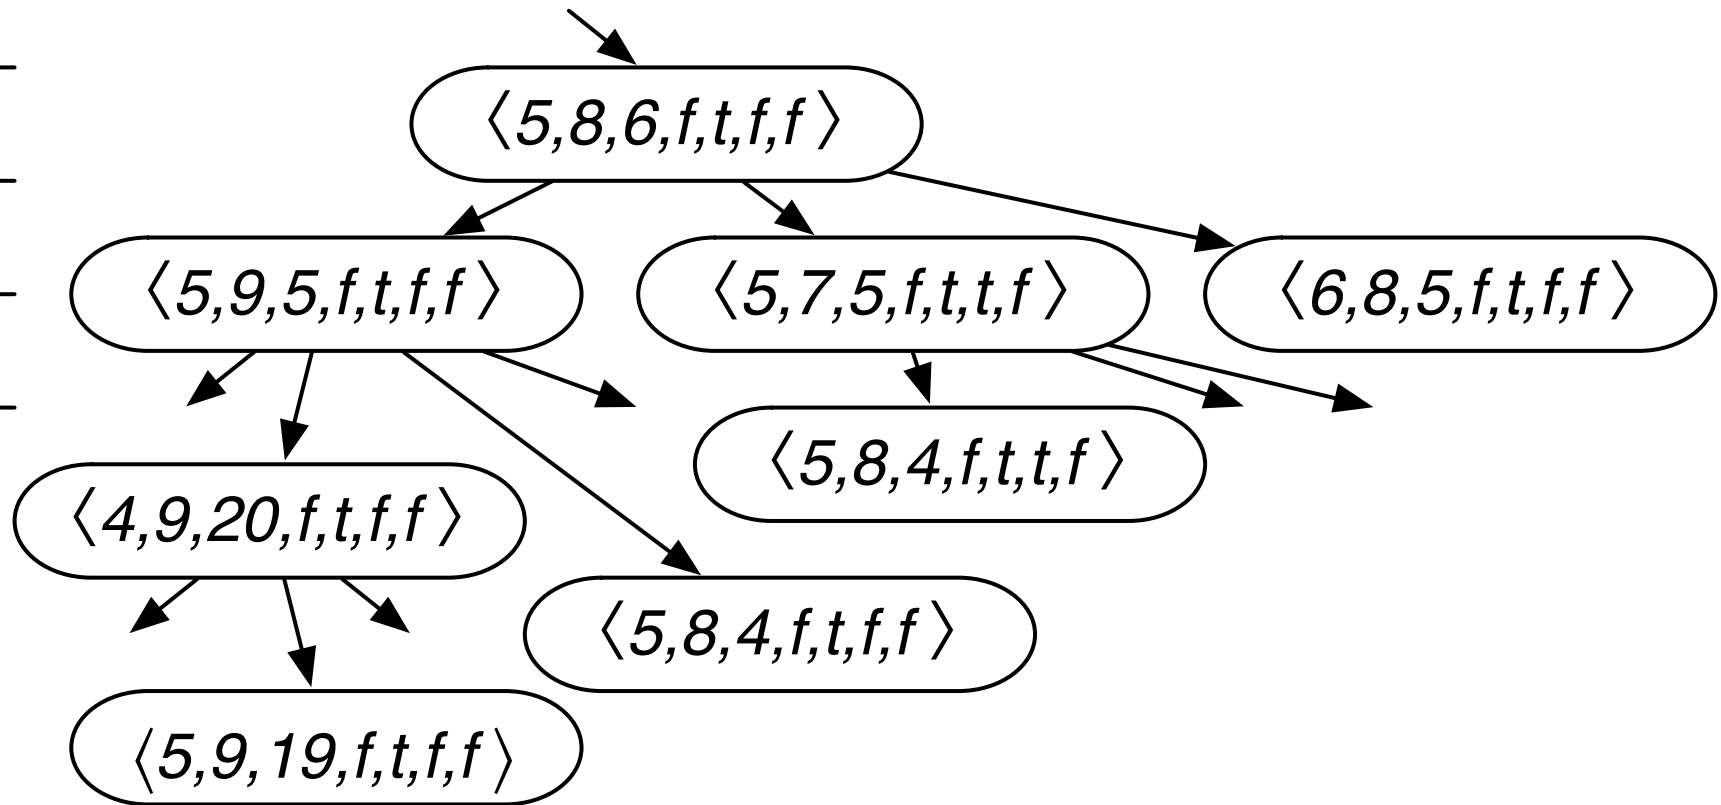 ⟨5,8,6,f,t,f,f⟩
⟨5,9,5,f,t,f,f⟩
⟨5,7,5,f,t,t,f⟩
⟨6,8,5,f,t,f,f⟩
⟨5,8,4,f,t,t,f⟩
⟨4,9,20,f,t,f,f⟩
⟨5,8,4,f,t,f,f⟩
⟨5,9,19,f,t,f,f⟩